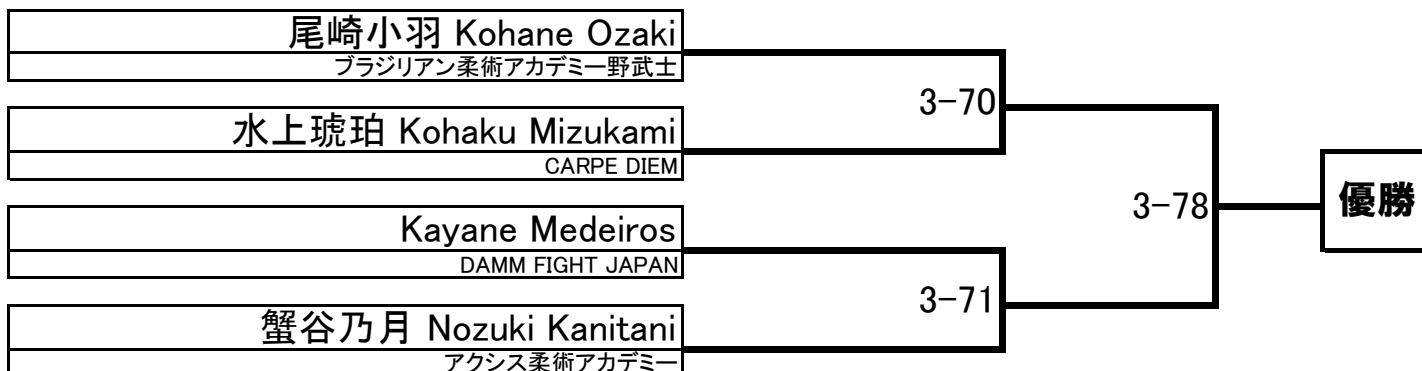 尾崎小羽 Kohane Ozaki
ブラジリアン柔術アカデミー野武士
3-70
水上琥珀 Kohaku Mizukami
CARPE DIEM
3-78
優勝
Kayane Medeiros
DAMM FIGHT JAPAN
3-71
蟹谷乃月 Nozuki Kanitani
アクシス柔術アカデミー